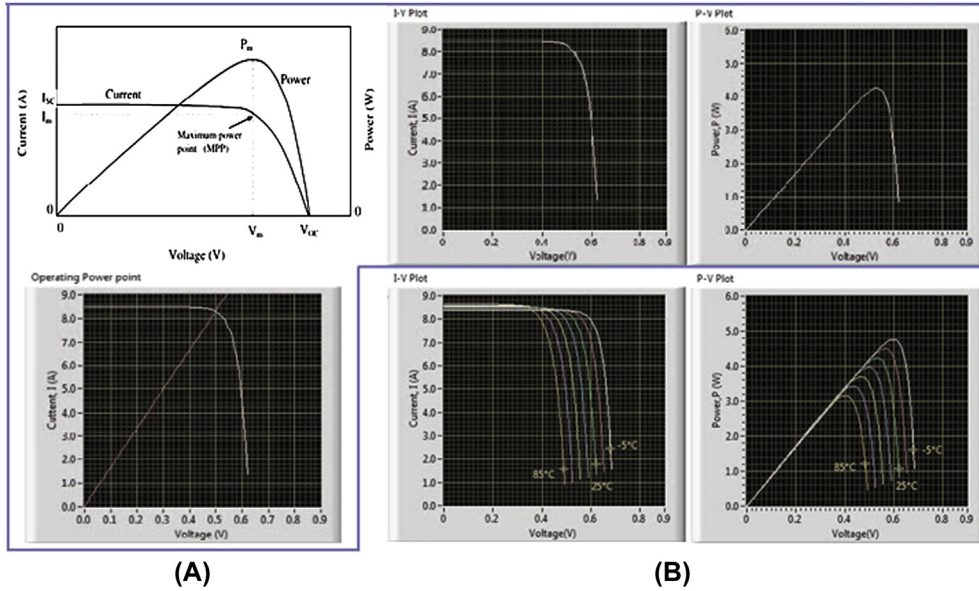 P_m
Power
I_SC
Current
I_m
Maximum power
point (MPP)
Current (A)
Power (W)
0
0
0
V_m
V_OC
Voltage (V)
I-Y Plot
9.0
8.0
7.0
6.0
5.0
4.0
3.0
2.0
1.0
0.0
Current, I (A)
0 0.2 0.4 0.6 0.8 0.9
Voltage(Y)
P-V Plot
6.0
5.0
4.0
3.0
2.0
1.0
0.0
Power,P (W)
0 0.2 0.4 0.6 0.8 0.9
Voltage(V)
Operating Power point
9.0
8.0
7.0
6.0
5.0
4.0
3.0
2.0
1.0
0.0
Cuttent, I (A)
0.0 0.1 0.2 0.3 0.4 0.5 0.6 0.7 0.8 0.9
Voltage (V)
I-V Plot
9.0
8.0
7.0
6.0
5.0
4.0
3.0
2.0
1.0
0.0
Current, I (A)
85°C
25°C
-5°C
0 0.2 0.4 0.6 0.8 0.9
Voltage(V)
P-V Plot
6.0
5.0
4.0
3.0
2.0
1.0
0.0
Power,P (W)
85°C
25°C
-5°C
0 0.2 0.4 0.6 0.8 0.9
Voltage(V)
(A)
(B)